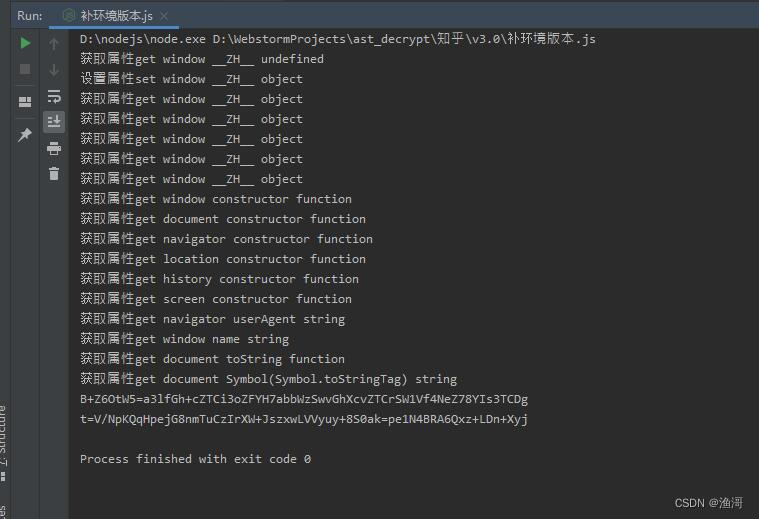 Run: 补环境版本.js ×
D:\nodejs\node.exe D:\WebstormProjects\ast_decrypt\知乎\v3.0\补环境版本.js
获取属性get window __ZH__ undefined
设置属性set window __ZH__ object
获取属性get window __ZH__ object
获取属性get window __ZH__ object
获取属性get window __ZH__ object
获取属性get window __ZH__ object
获取属性get window __ZH__ object
获取属性get window constructor function
获取属性get document constructor function
获取属性get navigator constructor function
获取属性get location constructor function
获取属性get history constructor function
获取属性get screen constructor function
获取属性get navigator userAgent string
获取属性get window name string
获取属性get document toString function
获取属性get document Symbol(Symbol.toStringTag) string
B+Z6OtW5=a3lfGh+cZTCi3oZFYH7abbWzSwvGhXcvZTCrSW1Vf4NeZ78YIs3TCDg
t=V/NpKQqHpejG8nmTuCzIrXW+JszxwLVVyuy+8S0ak=pe1N4BRA6Qxz+LDn+Xyj
Process finished with exit code 0
7: Structure
CSDN @渔哥